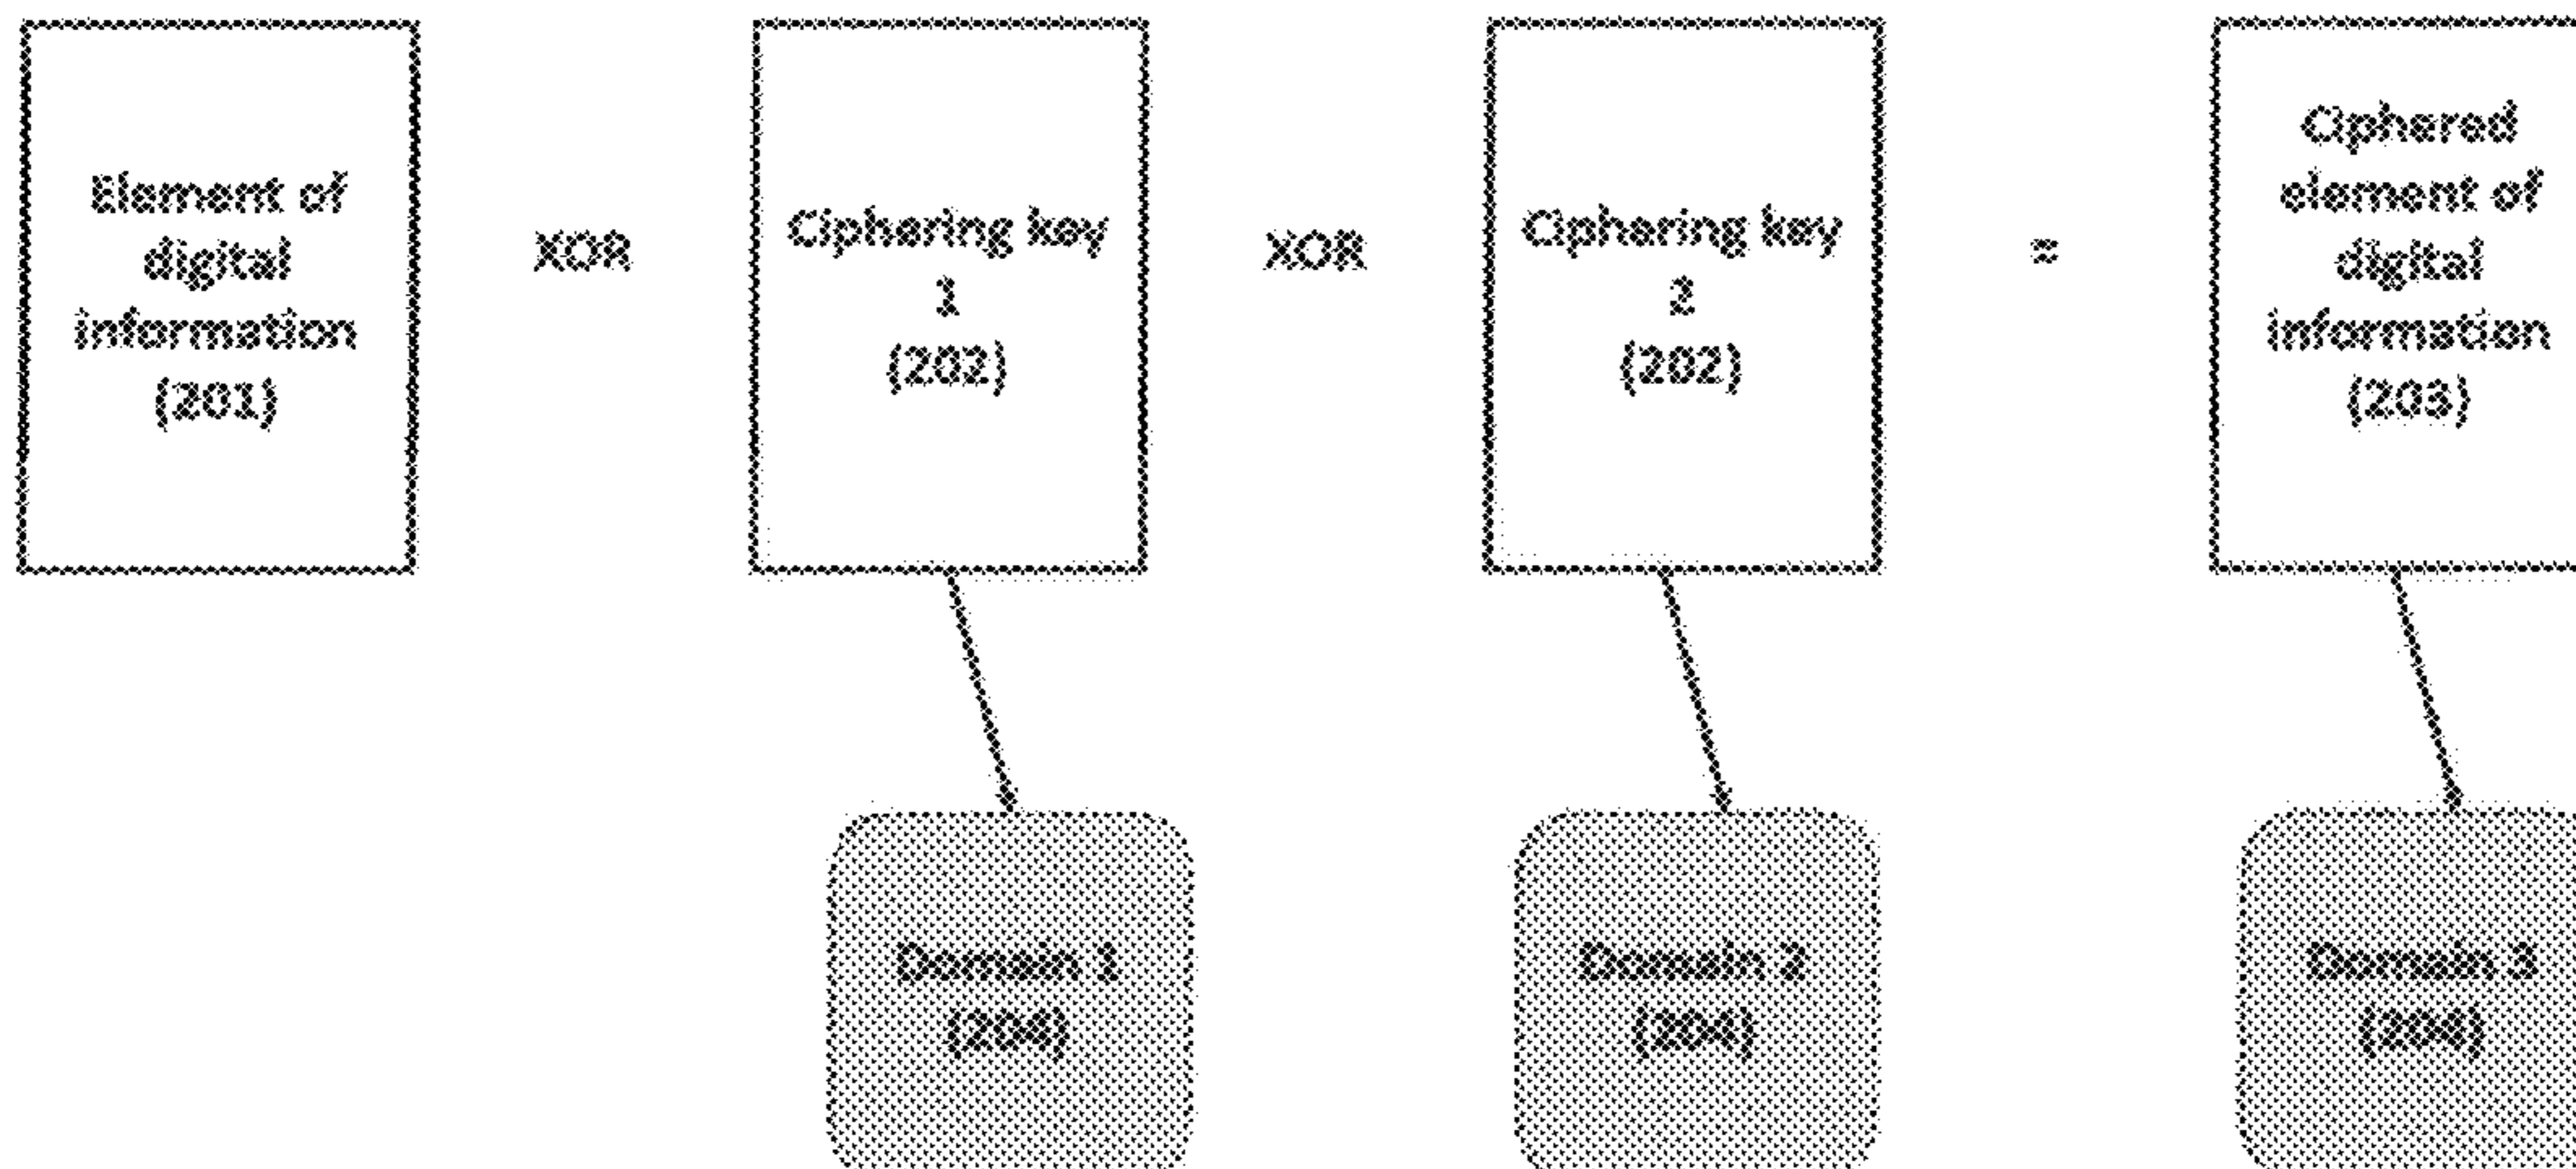 Element of
digital
information
(201)
XOR
Ciphering key
1
(202)
XOR
Ciphering key
2
(202)
=
Ciphered
element of
digital
information
(203)
Domain 1
(204)
Domain 2
(204)
Domain 3
(204)